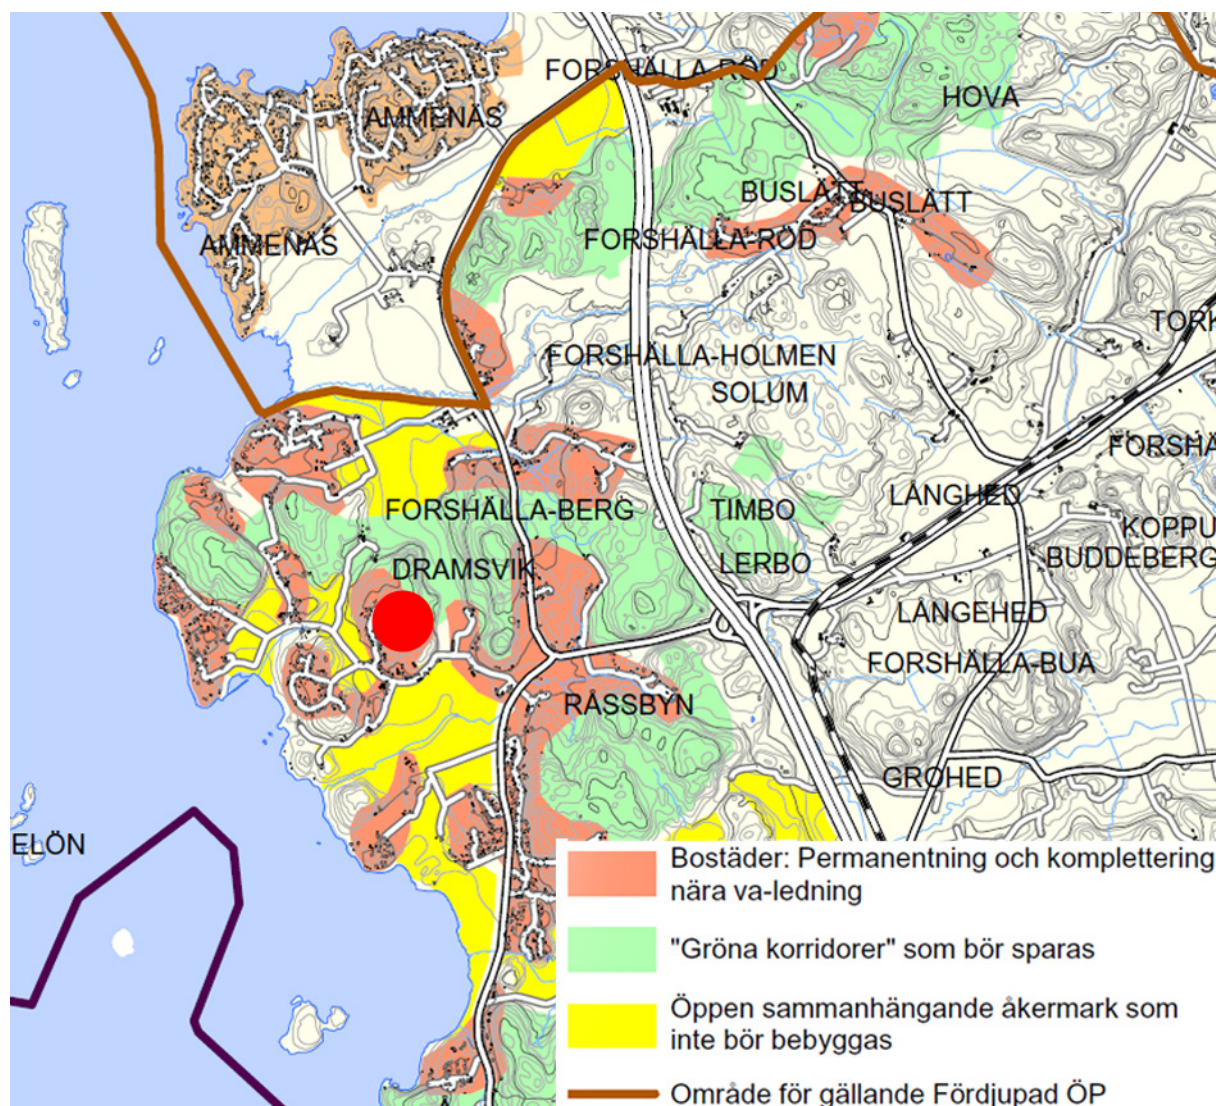 FORSHÄLLA-RÖD
HOVA
AMMENÄS
BUSLÄTT
BUSLÄTT
AMMENÄS
FORSHÄLLA-RÖD
TORK
FORSHÄLLA-HOLMEN
SOLUM
FORSHÄ
LÅNGHED
FORSHÄLLA-BERG
TIMBO
KOPPU
BUDDEBERG
DRAMSVIK
LERBO
LÅNGEHED
FORSHÄLLA-BUA
RÅSSBYN
GROHED
ELÖN
Bostäder: Permanentning och komplettering
nära va-ledning
"Gröna korridorer" som bör sparas
Öppen sammanhängande åkermark som
inte bör bebyggas
Område för gällande Fördjupad ÖP